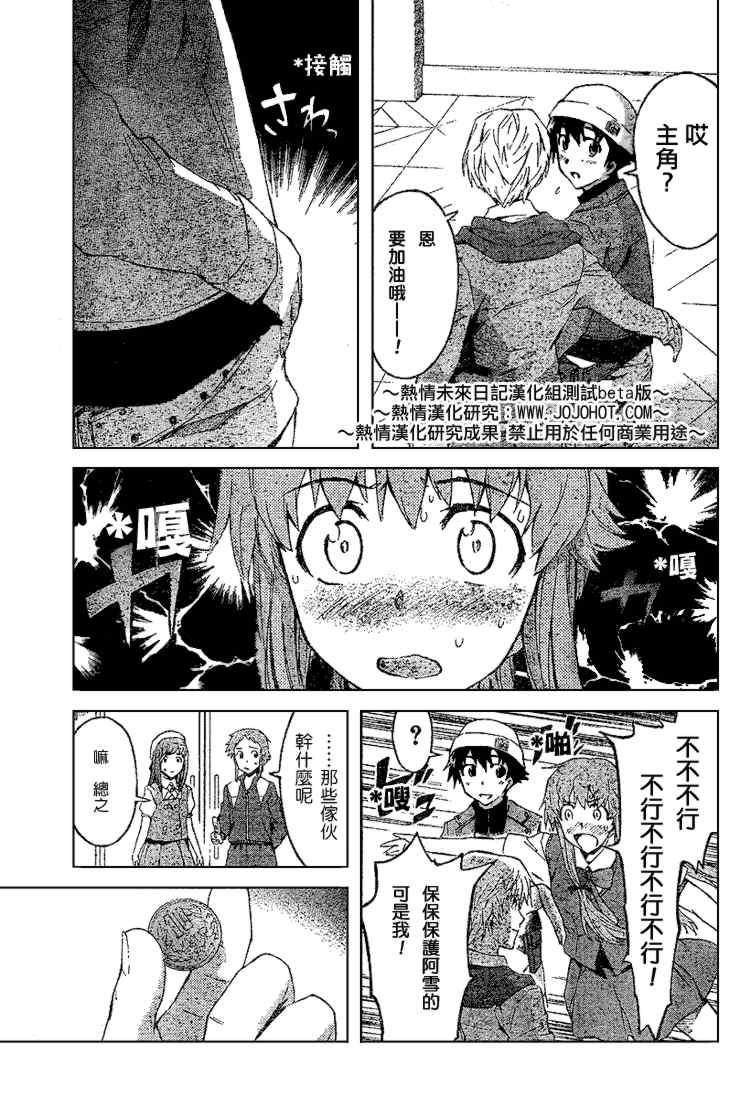 哎
主角？
恩
要加油哦——！
*接觸
さわっ
～熱情未來日記漢化組測試beta版～
～熱情漢化研究：WWW.JOJOHOT.COM～
～熱情漢化研究成果 禁止用於任何商業用途～
*嘎
カ
*嘎
不不不行
不行不行不行不行！
*啪
？
*嗖
保保保護阿雪的
可是我！
……那些傢伙
幹什麼呢
嘛 總之